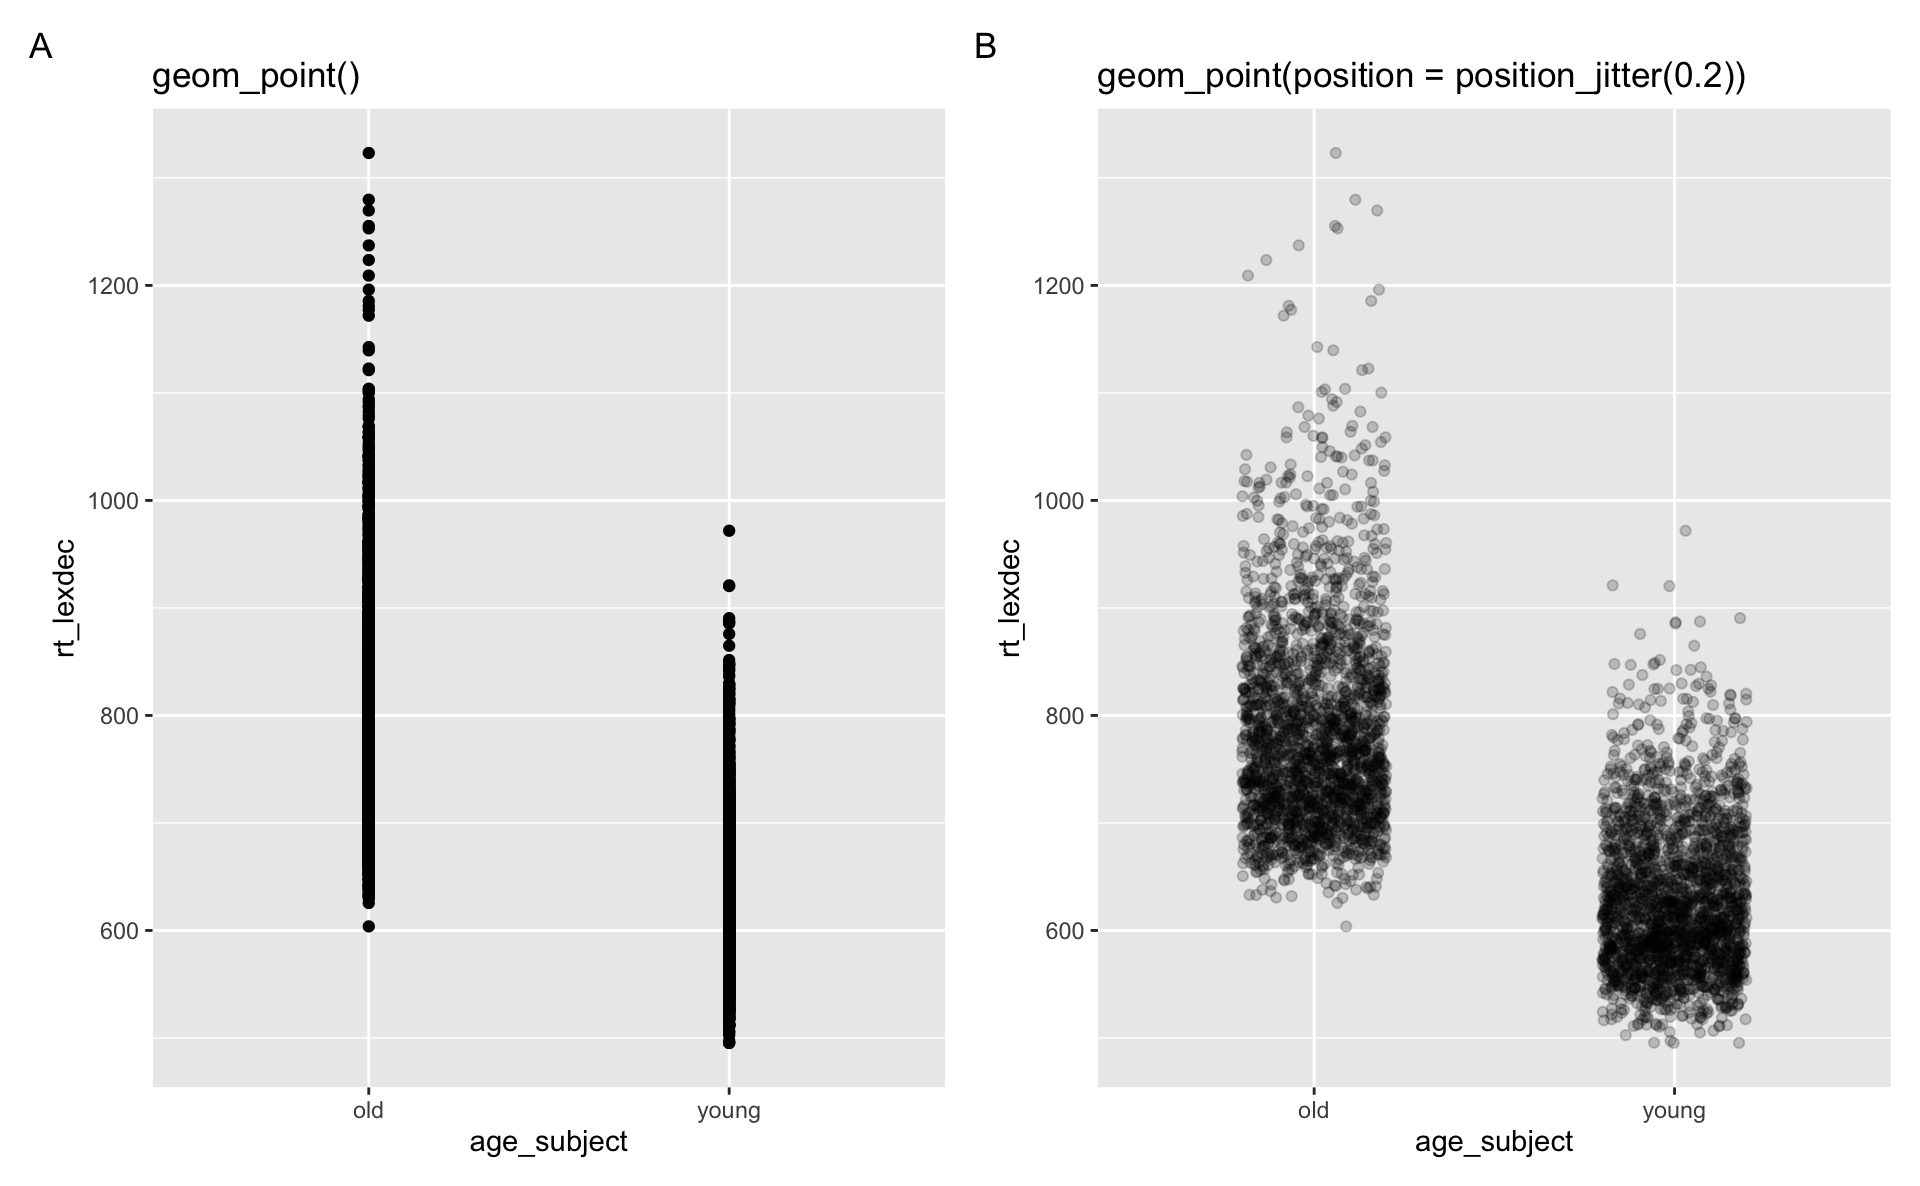 A
geom_point()
1200
1000
800
600
rt_lexdec
old
young
age_subject
B
geom_point(position = position_jitter(0.2))
1200
1000
800
600
rt_lexdec
old
young
age_subject